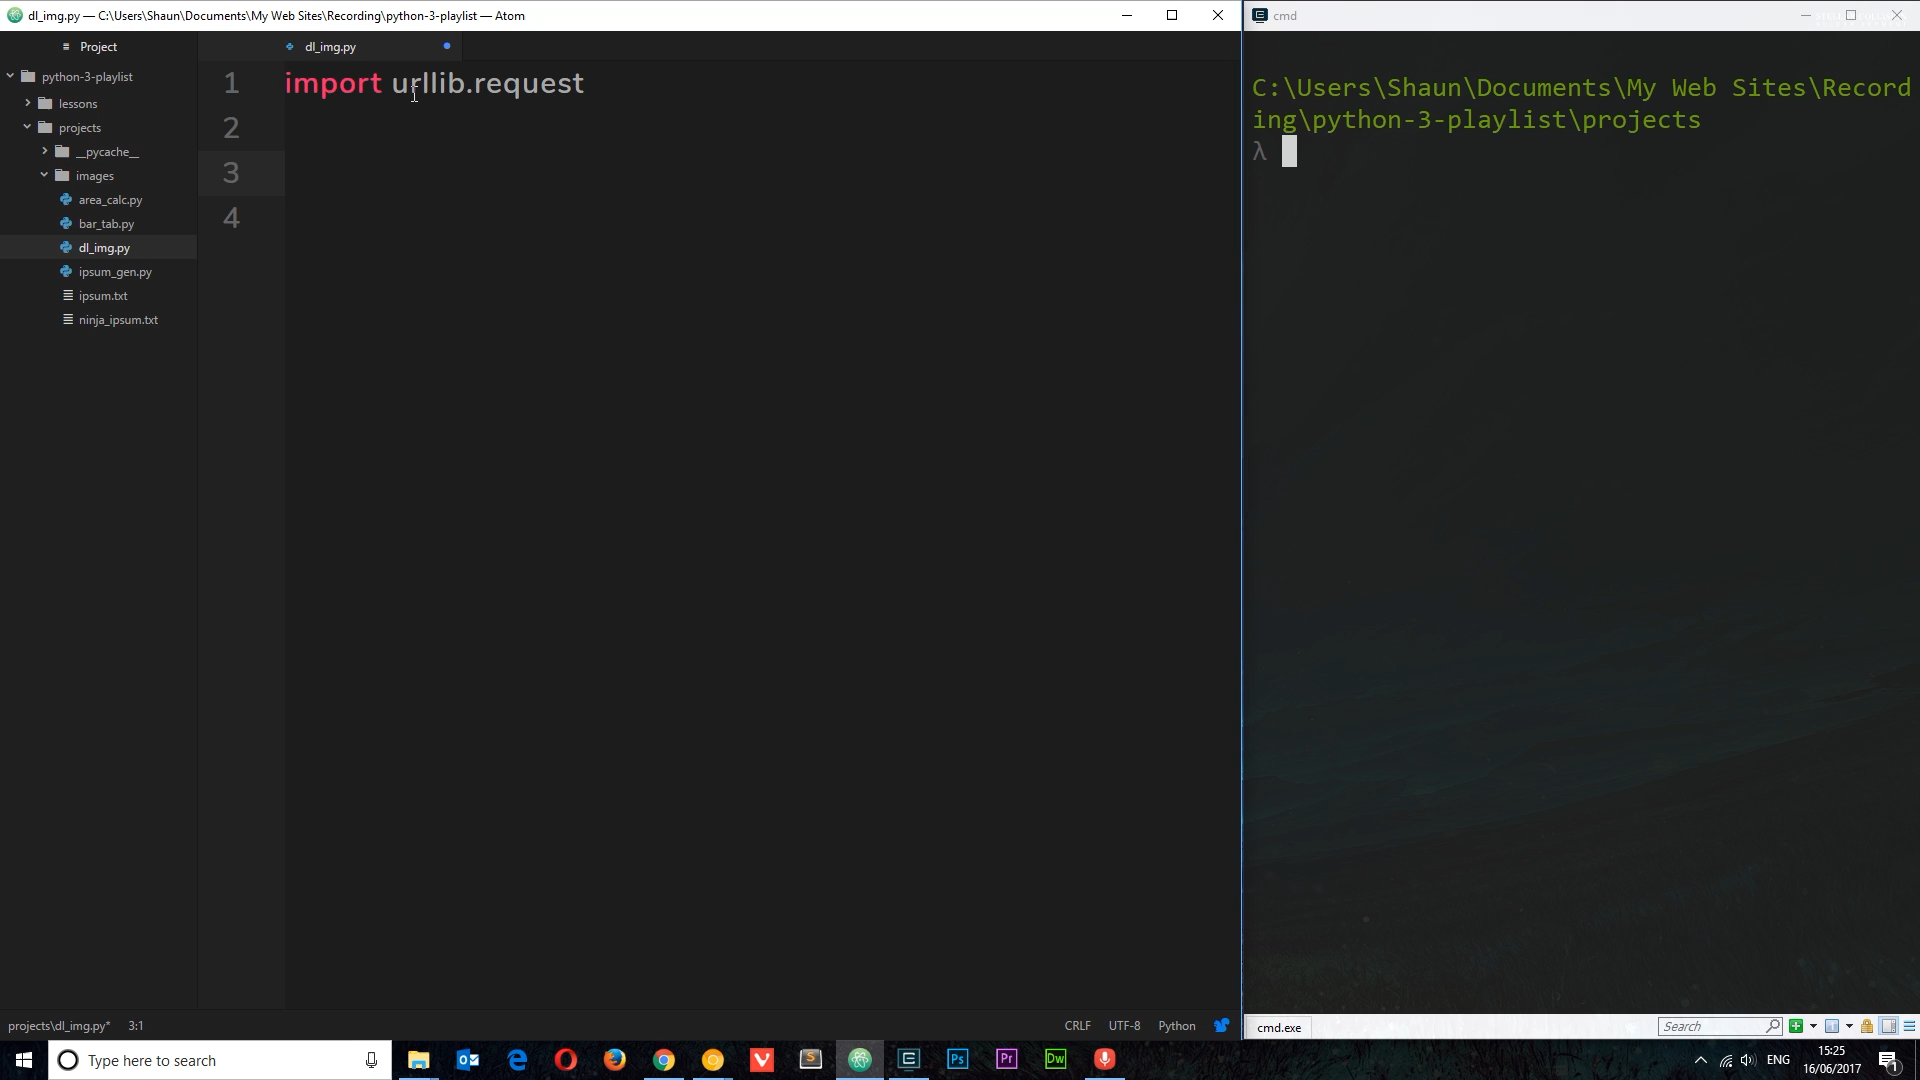 dl_img.py — C:\Users\Shaun\Documents\My Web Sites\Recording\python-3-playlist — Atom
cmd
Project
dl_img.py
python-3-playlist
lessons
projects
__pycache__
images
area_calc.py
bar_tab.py
dl_img.py
ipsum_gen.py
ipsum.txt
ninja_ipsum.txt
1 import urllib.request
2
3
4
C:\Users\Shaun\Documents\My Web Sites\Record
ing\python-3-playlist\projects
λ
projects\dl_img.py* 3:1
CRLF UTF-8 Python
cmd.exe
Search
Type here to search
Ps
Pr
Dw
ENG
15:25
16/06/2017
1